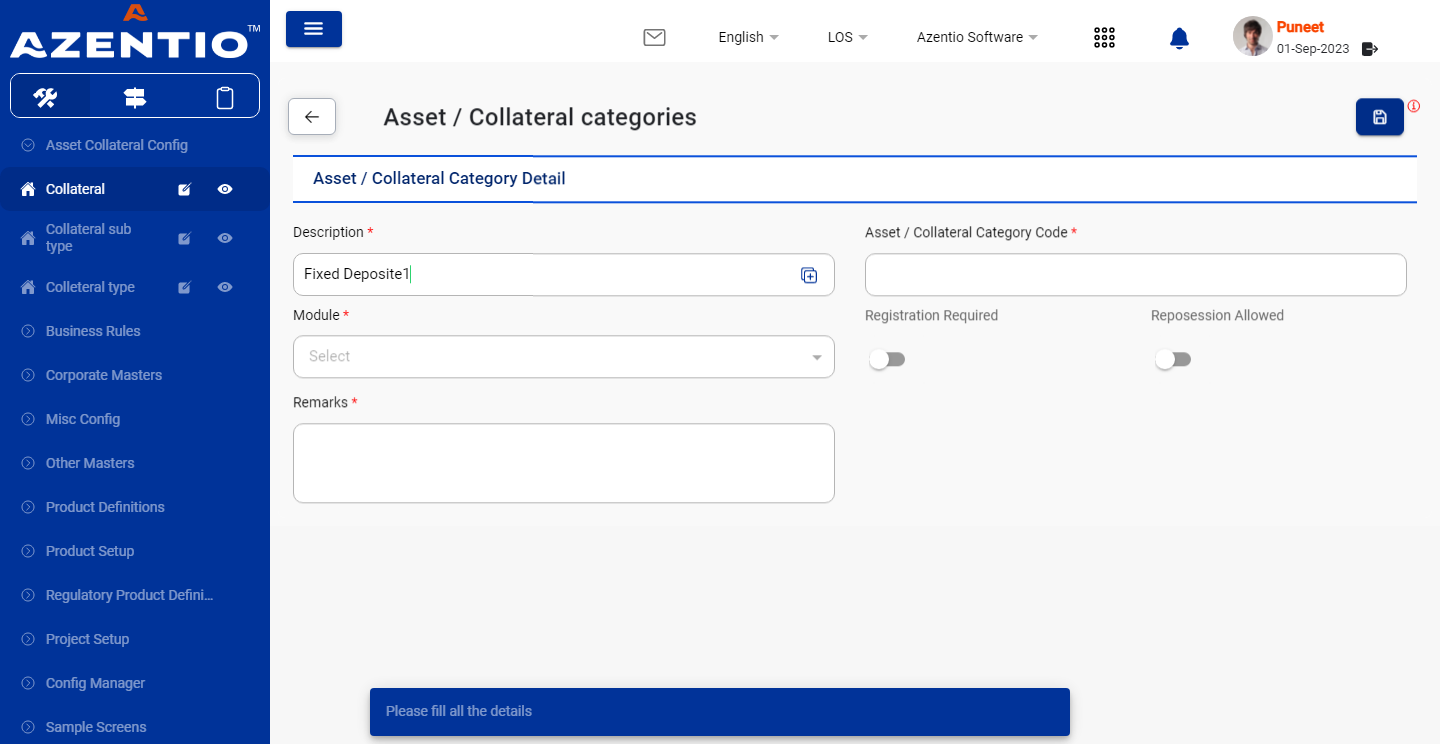 AZENTIO™
Asset Collateral Config
Collateral
Collateral sub
type
Colleteral type
Business Rules
Corporate Masters
Misc Config
Other Masters
Product Definitions
Product Setup
Regulatory Product Defini...
Project Setup
Config Manager
Sample Screens
English
LOS
Azentio Software
Puneet
01-Sep-2023
Asset / Collateral categories
Asset / Collateral Category Detail
Description *
Asset / Collateral Category Code *
Fixed Deposite1
Module *
Registration Required
Reposession Allowed
Select
Remarks *
Please fill all the details